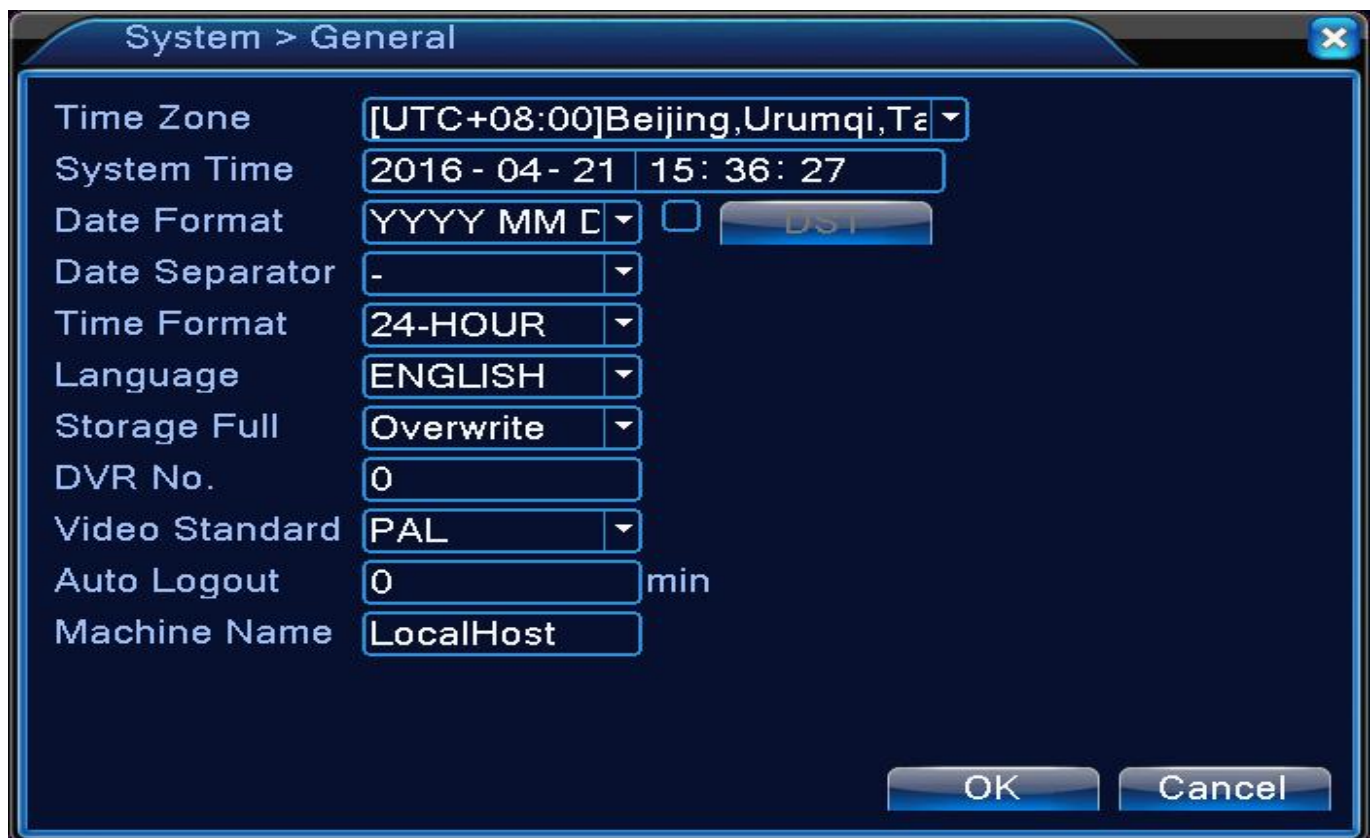 System > General
Time Zone [UTC+08:00]Beijing,Urumqi,Ta
System Time 2016 - 04 - 21 15: 36: 27
Date Format YYYY MM D DST
Date Separator -
Time Format 24-HOUR
Language ENGLISH
Storage Full Overwrite
DVR No. 0
Video Standard PAL
Auto Logout 0 min
Machine Name LocalHost
OK Cancel